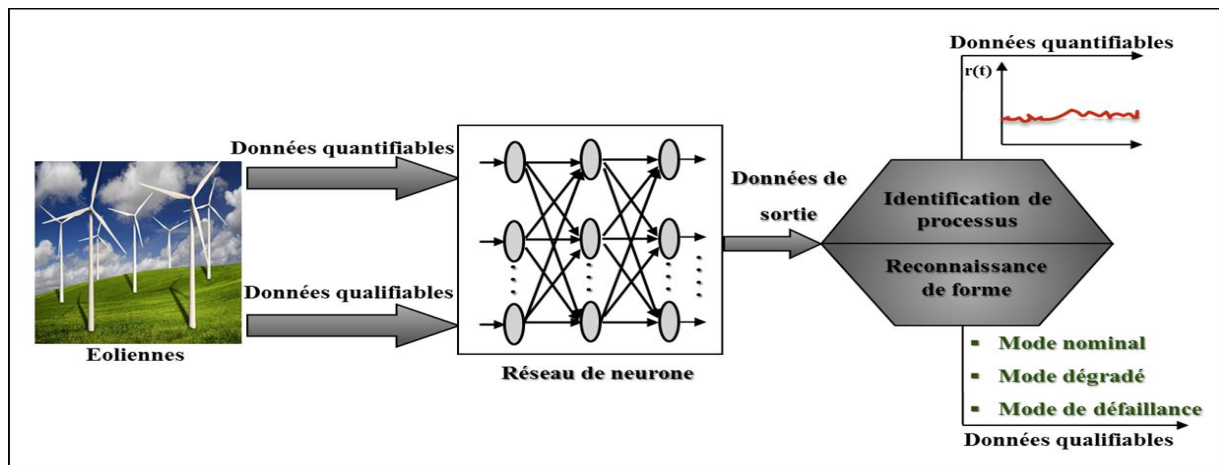 Données quantifiables
Données qualifiables
Eoliennes
Réseau de neurone
Données de
sortie
Données quantifiables
r(t)
Identification de
processus
Reconnaissance
de forme
Mode nominal
Mode dégradé
Mode de défaillance
Données qualifiables